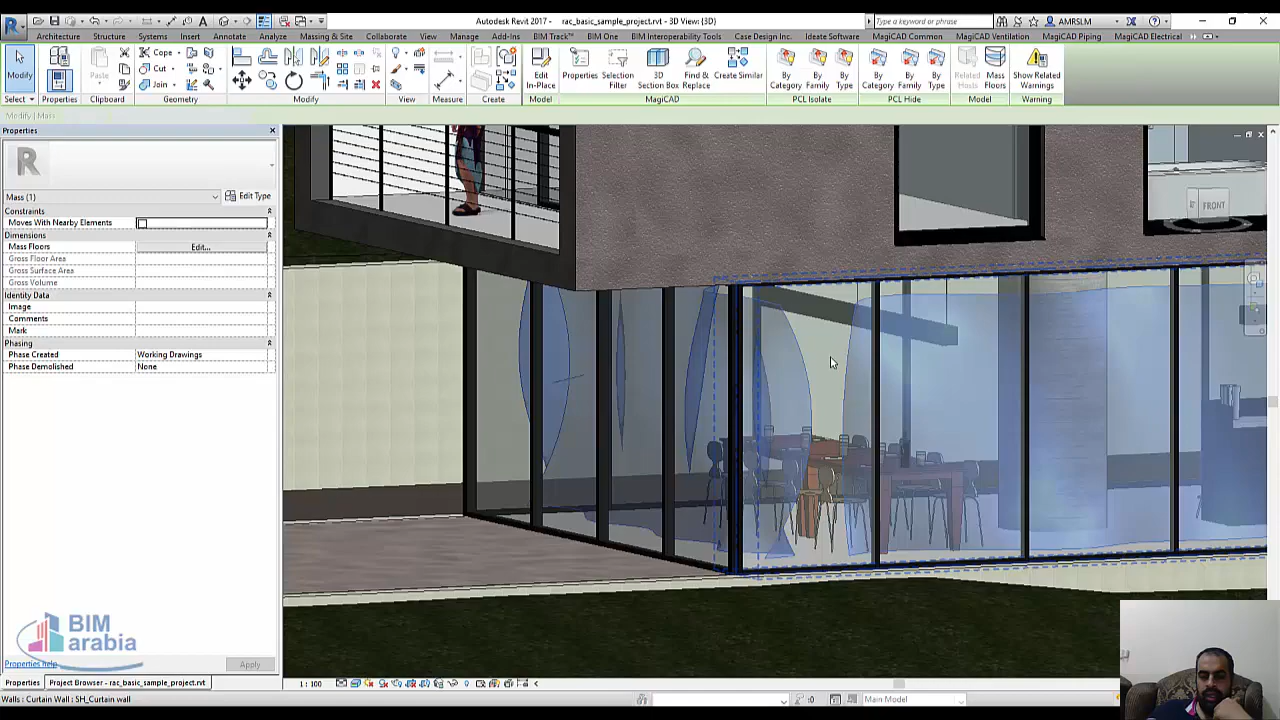 Autodesk Revit 2017 - rac_basic_sample_project.rvt - 3D View: {3D}
Type a keyword or phrase
AMRSLM
Architecture Structure Systems Insert Annotate Analyze Massing & Site Collaborate View Manage Add-Ins BIM Track™ BIM One BIM Interoperability Tools Case Design Inc. Ideate Software MagiCAD Common MagiCAD Ventilation MagiCAD Piping MagiCAD Electrical
Modify
Paste
Cope
Cut
Join
Edit In-Place
Properties
Selection Filter
3D Section Box
Find & Replace
Create Similar
By Category
By Family
By Type
By Category
By Family
By Type
Related Hosts
Mass Floors
Show Related Warnings
Select Properties Clipboard Geometry Modify View Measure Create Model MagiCAD PCL Isolate PCL Hide Model Warning
Modify | Mass
Properties
R
Mass (1)
Edit Type
Constraints
Moves With Nearby Elements
Dimensions
Mass Floors Edit...
Gross Floor Area
Gross Surface Area
Gross Volume
Identity Data
Image
Comments
Mark
Phasing
Phase Created Working Drawings
Phase Demolished None
FRONT
BIM
arabia
Properties help
Apply
Properties
Project Browser - rac_basic_sample_project.rvt
1 : 100
Walls : Curtain Wall : SH_Curtain wall
:0
Main Model